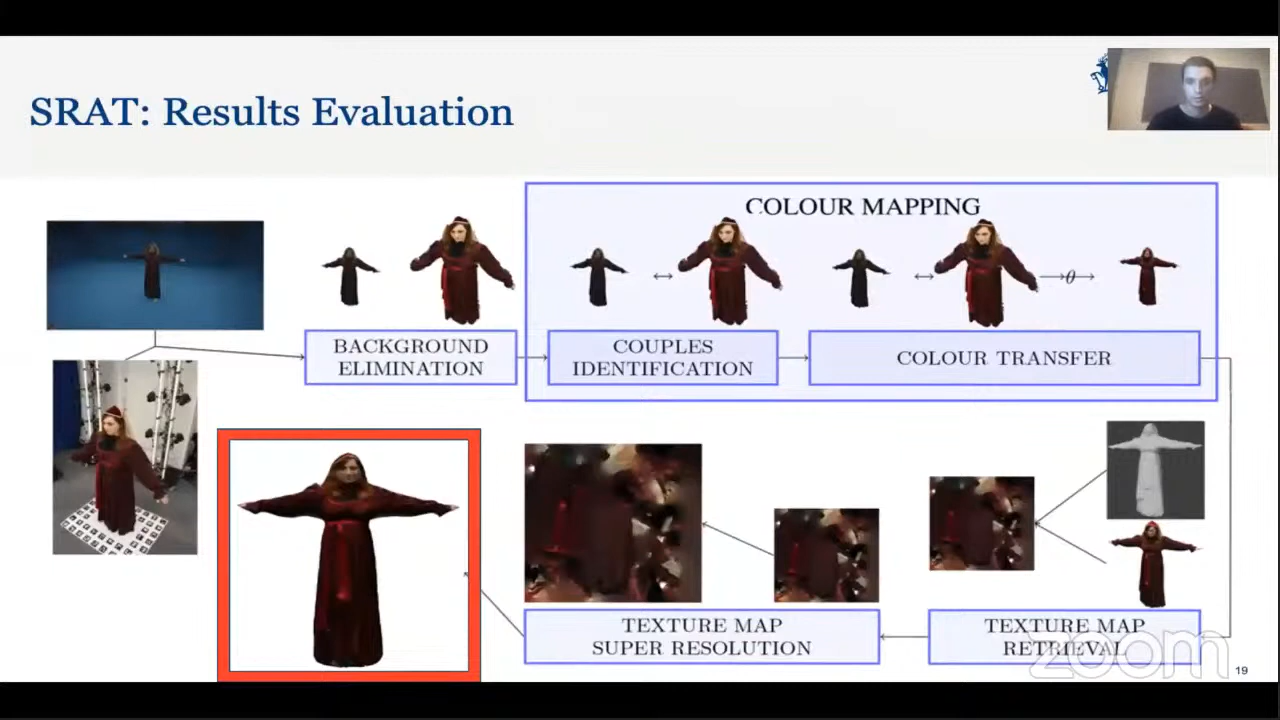 SRAT: Results Evaluation
COLOUR MAPPING
θ
BACKGROUND
ELIMINATION
COUPLES
IDENTIFICATION
COLOUR TRANSFER
TEXTURE MAP
SUPER RESOLUTION
TEXTURE MAP
RETRIEVAL
zoom
19